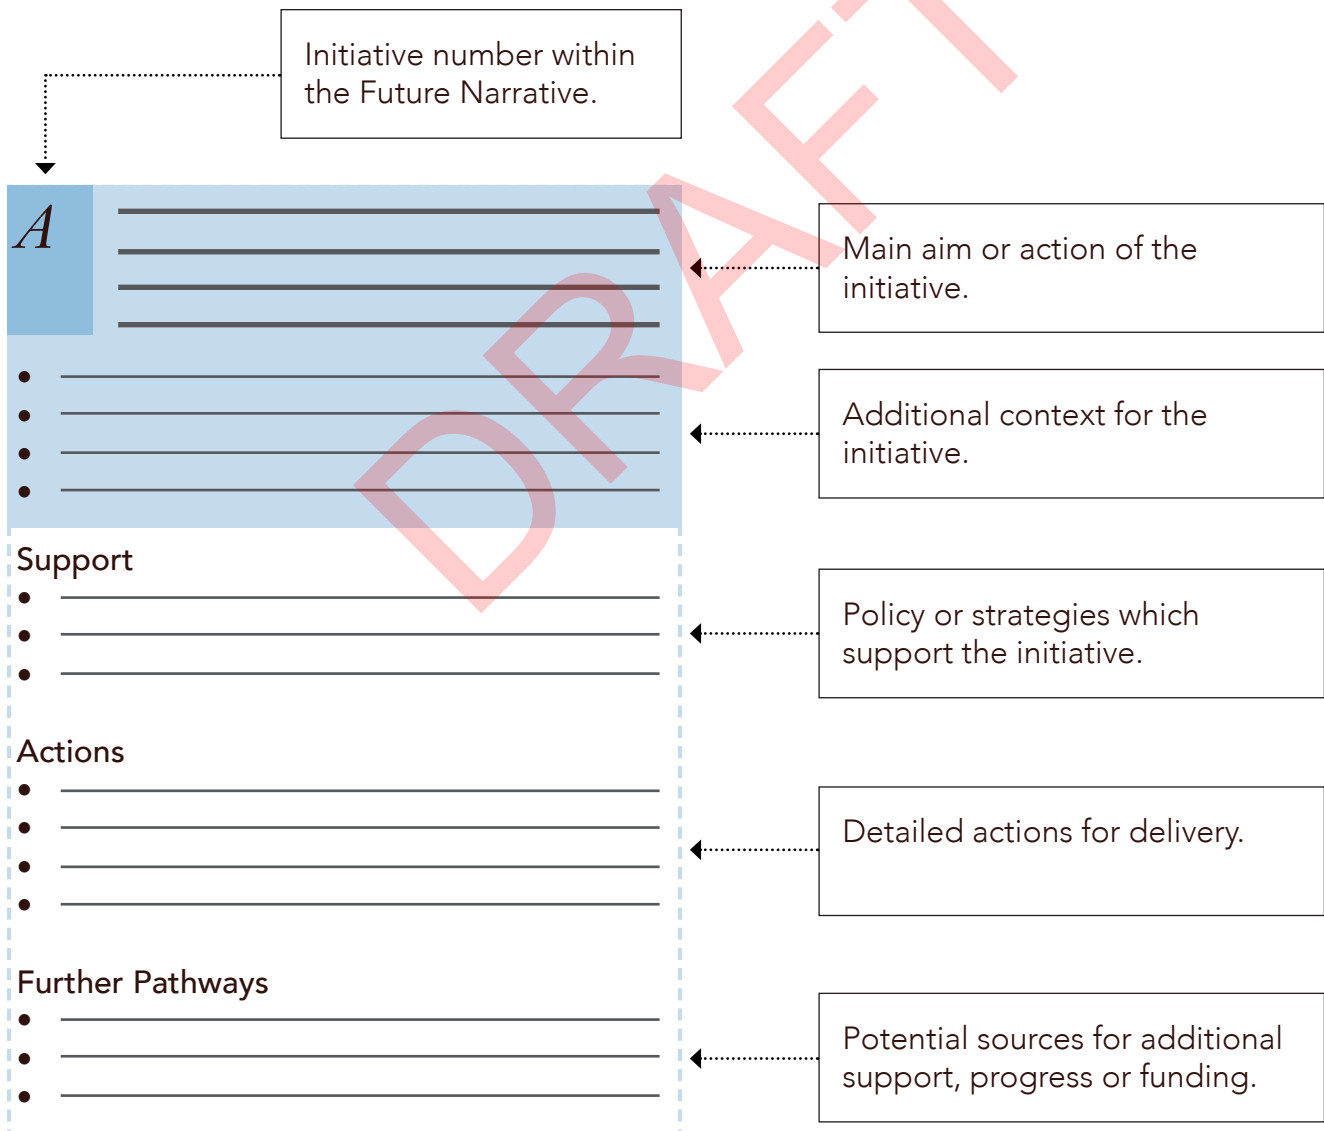 Initiative number within
the Future Narrative.
A
Main aim or action of the
initiative.
Additional context for the
initiative.
Support
Policy or strategies which
support the initiative.
Actions
Detailed actions for delivery.
Further Pathways
Potential sources for additional
support, progress or funding.
DRAFT